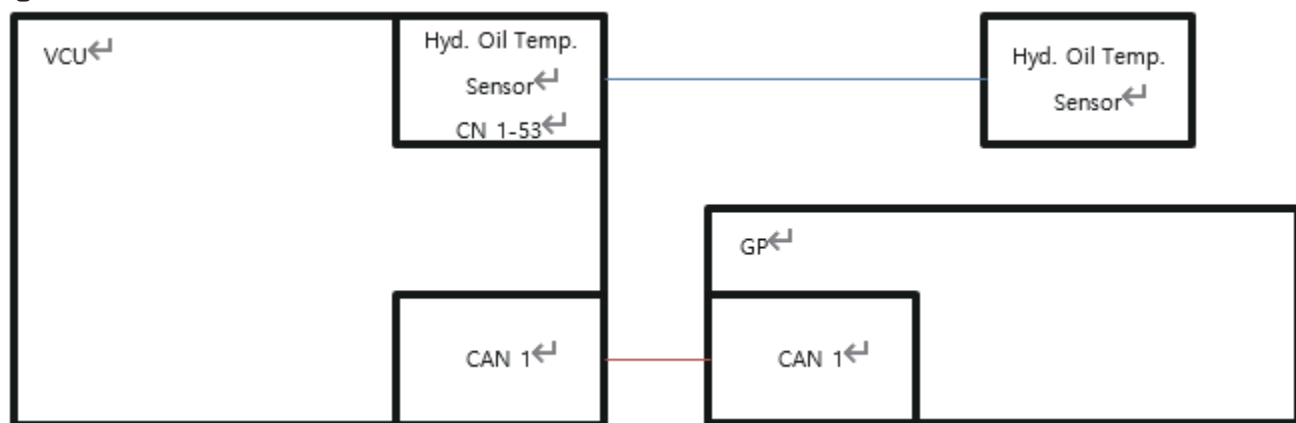 VCU
Hyd. Oil Temp.
Sensor
CN 1-53
Hyd. Oil Temp.
Sensor
GP
CAN 1
CAN 1